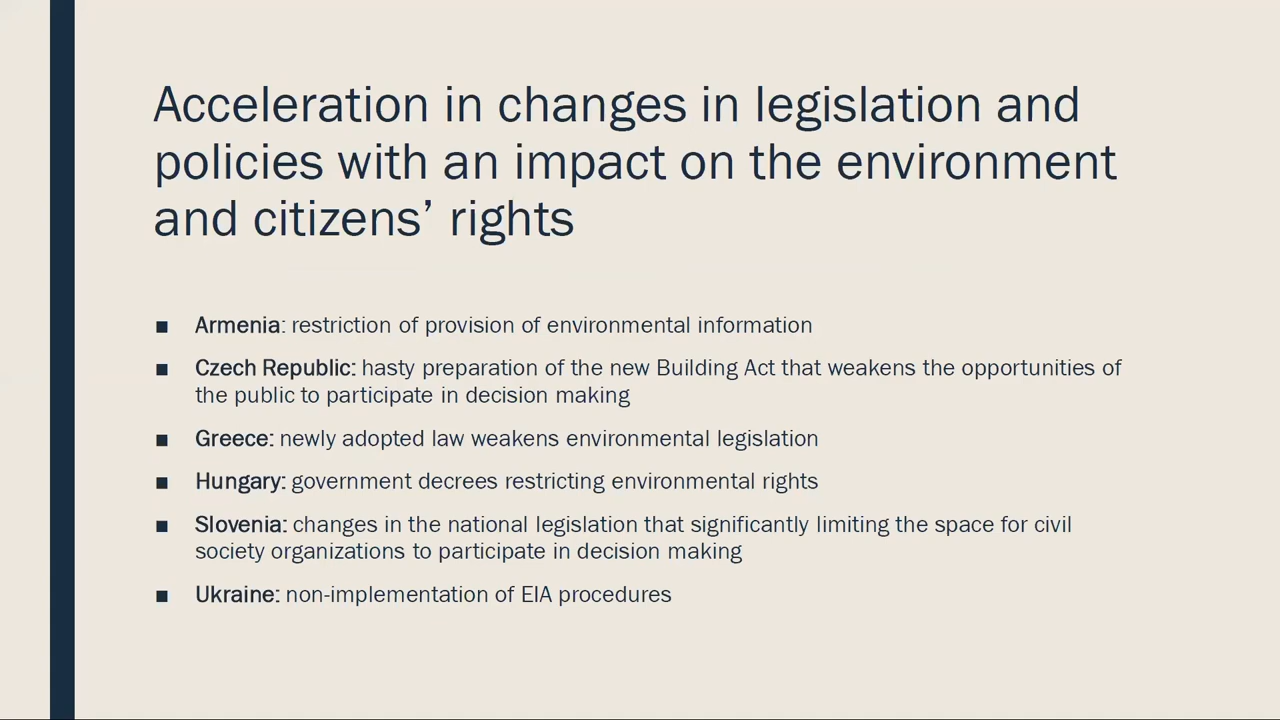 Acceleration in changes in legislation and
policies with an impact on the environment
and citizens’ rights
■ Armenia: restriction of provision of environmental information
■ Czech Republic: hasty preparation of the new Building Act that weakens the opportunities of
the public to participate in decision making
■ Greece: newly adopted law weakens environmental legislation
■ Hungary: government decrees restricting environmental rights
■ Slovenia: changes in the national legislation that significantly limiting the space for civil
society organizations to participate in decision making
■ Ukraine: non-implementation of EIA procedures